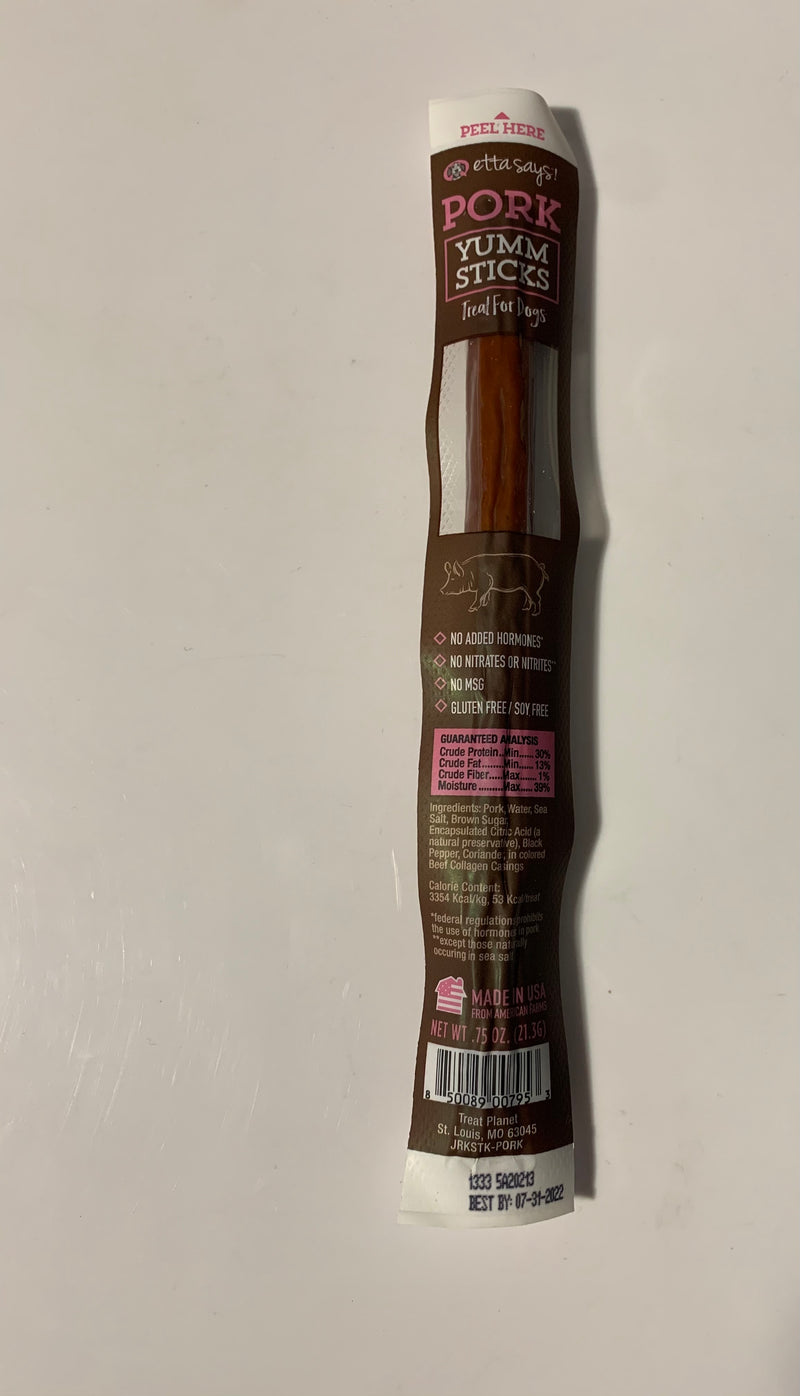 PEEL HERE
etta says!
PORK
YUMM
STICKS
Treat For Dogs
NO ADDED HORMONES*
NO NITRATES OR NITRITES**
NO MSG
GLUTEN FREE / SOY FREE
GUARANTEED ANALYSIS
Crude Protein..Min......30%
Crude Fat........Min......13%
Crude Fiber.....Max.......1%
Moisture .........Max.....39%
Ingredients: Pork, Water, Sea
Salt, Brown Sugar,
Encapsulated Citric Acid (a
natural preservative), Black
Pepper, Coriander, in colored
Beef Collagen Casings
Calorie Content:
3354 Kcal/kg, 53 Kcal/treat
*federal regulations prohibits
the use of hormones in pork
**except those naturally
occuring in sea salt
MADE IN USA
FROM AMERICAN FARMS
NET WT .75 OZ. (21.3G)
8 50089 00795 3
Treat Planet
St. Louis, MO 63045
JRKSTK-PORK
1333 5A20213
BEST BY: 07-31-2022